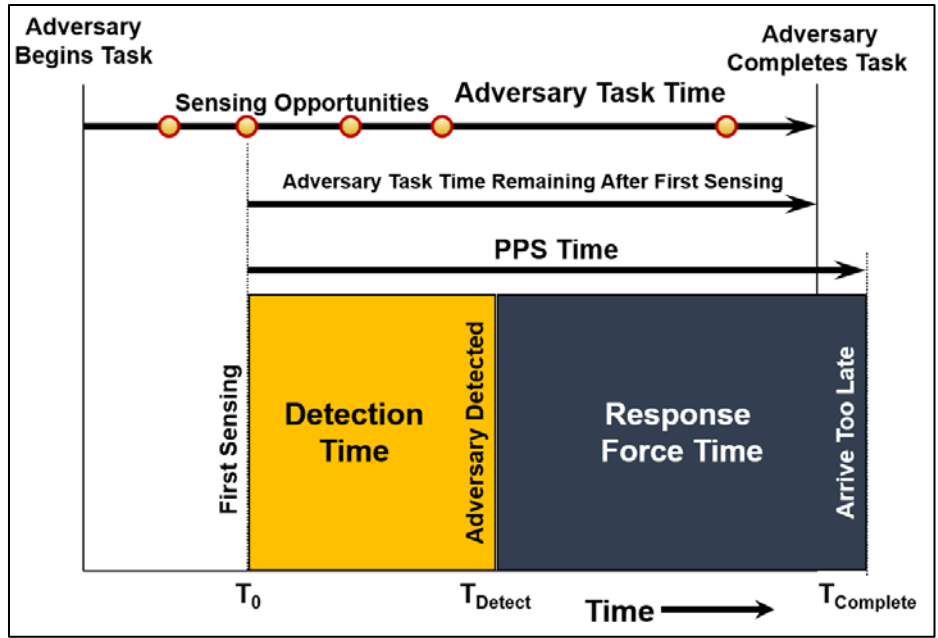 Adversary
Begins Task
Adversary
Completes Task
Sensing Opportunities
Adversary Task Time
Adversary Task Time Remaining After First Sensing
PPS Time
First Sensing
Detection
Time
Adversary Detected
Response
Force Time
Arrive Too Late
T0
TDetect
Time
TComplete